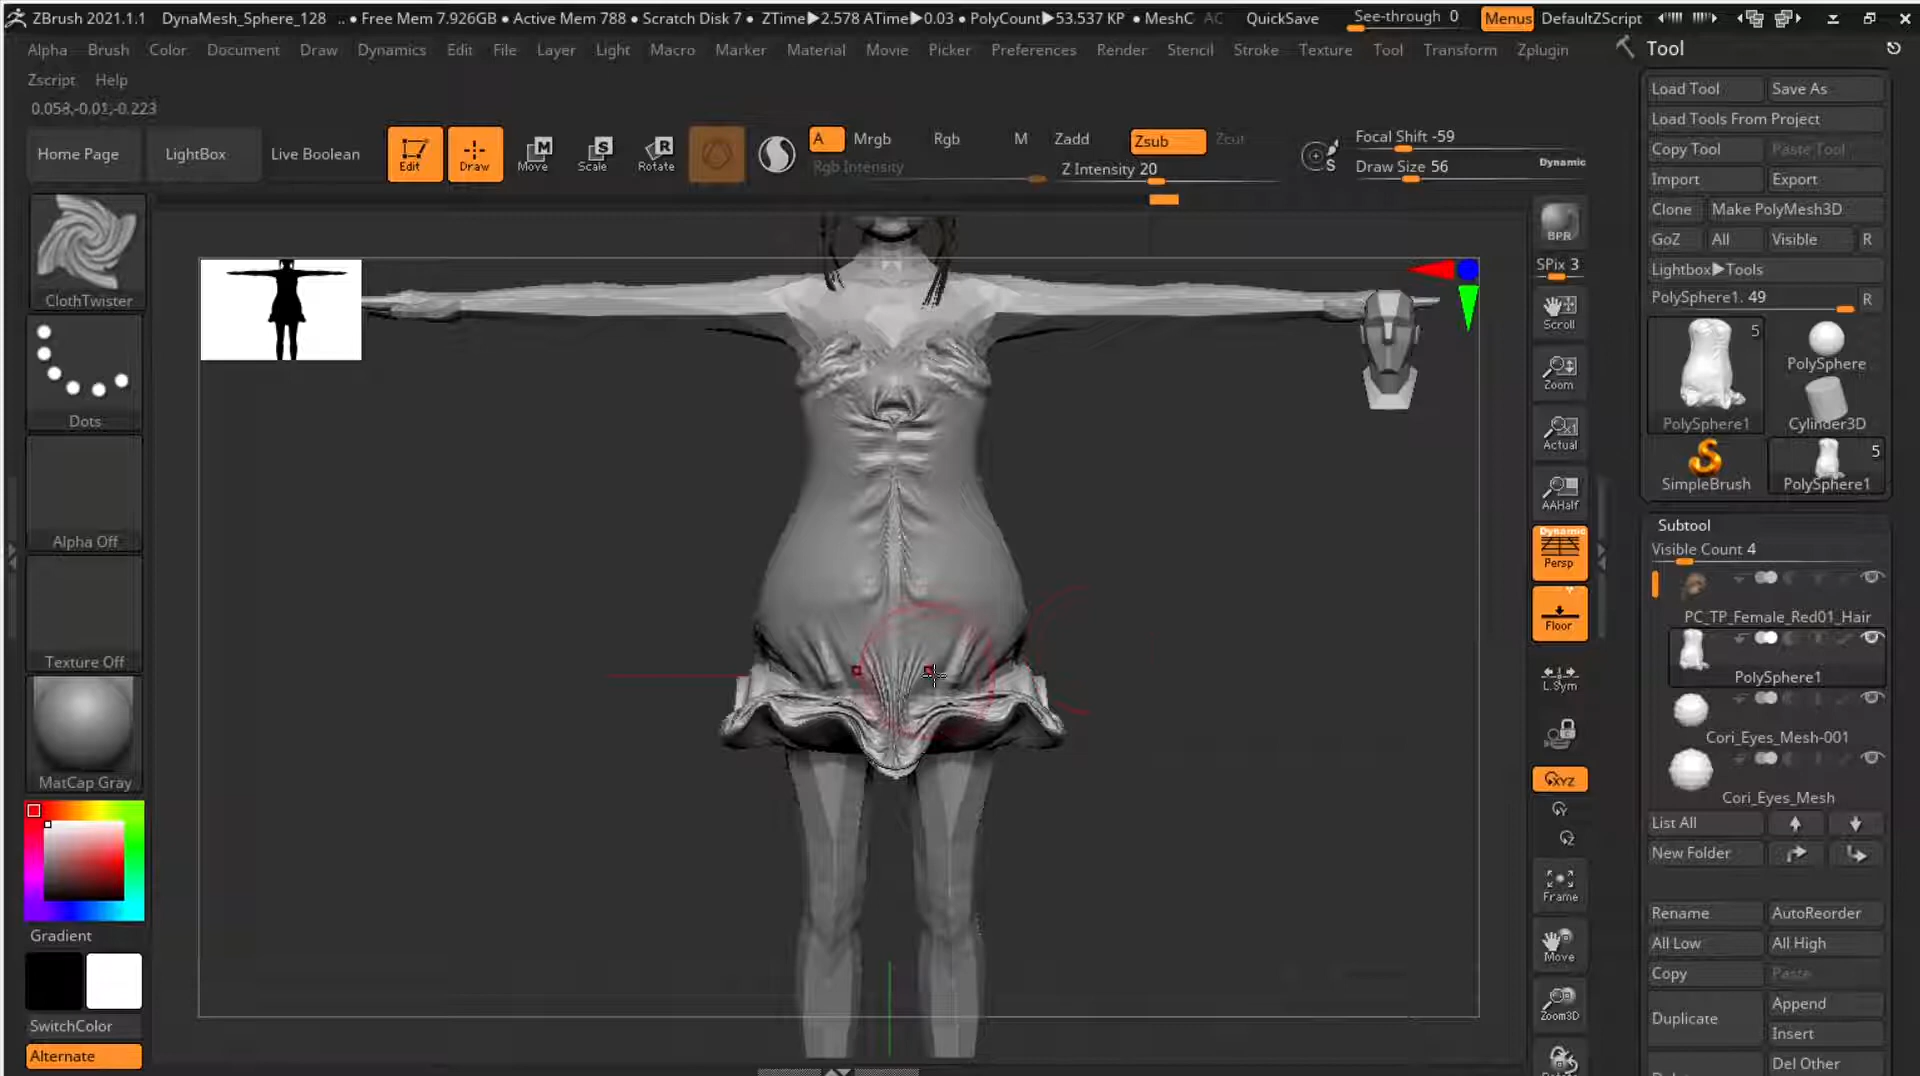 ZBrush 2021.1.1 DynaMesh_Sphere_128 .. • Free Mem 7.926GB • Active Mem 788 • Scratch Disk 7 • ZTime▶2.578 ATime▶0.03 • PolyCount▶53.537 KP • MeshC AC QuickSave See-through 0 Menus DefaultZScript
Alpha Brush Color Document Draw Dynamics Edit File Layer Light Macro Marker Material Movie Picker Preferences Render Stencil Stroke Texture Tool Transform Zplugin
Zscript Help
0.053,-0.01,-0.223
Home Page LightBox Live Boolean Edit Draw Move Scale Rotate
A Mrgb Rgb M Zadd Zsub Zcut
Rgb Intensity Z Intensity 20
Focal Shift -59
Draw Size 56 Dynamic
ClothTwister
Dots
Alpha Off
Texture Off
MatCap Gray
Gradient
SwitchColor
Alternate
BPR
SPix 3
Scroll
Zoom
Actual
AAHalf
Dynamic
Persp
Floor
L.Sym
XYZ
Frame
Move
Zoom3D
Tool
Load Tool Save As
Load Tools From Project
Copy Tool Paste Tool
Import Export
Clone Make PolyMesh3D
GoZ All Visible R
Lightbox▶Tools
PolySphere1. 49 R
5
PolySphere
PolySphere1 Cylinder3D
5
SimpleBrush PolySphere1
Subtool
Visible Count 4
PC_TP_Female_Red01_Hair
PolySphere1
Cori_Eyes_Mesh-001
Cori_Eyes_Mesh
List All
New Folder
Rename AutoReorder
All Low All High
Copy Paste
Duplicate Append
Insert
Del Other